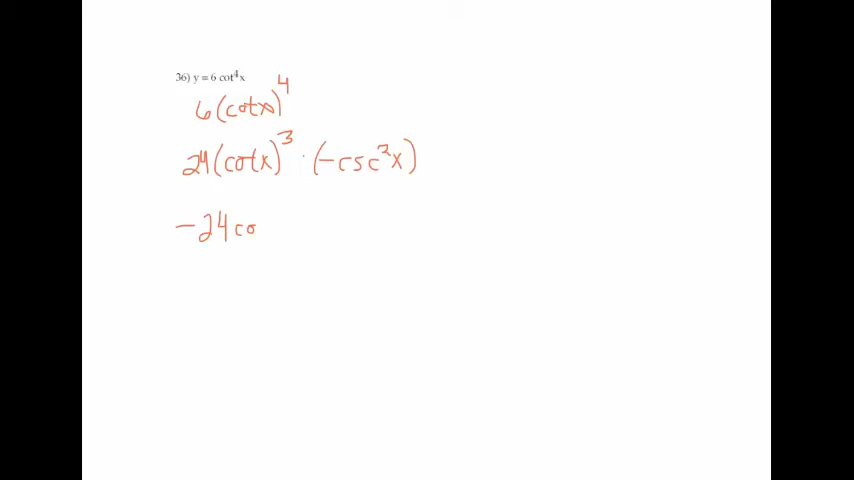 36) y = 6 cot⁴x
6(cotx)⁴
24(cotx)³ · (-csc²x)
-24co